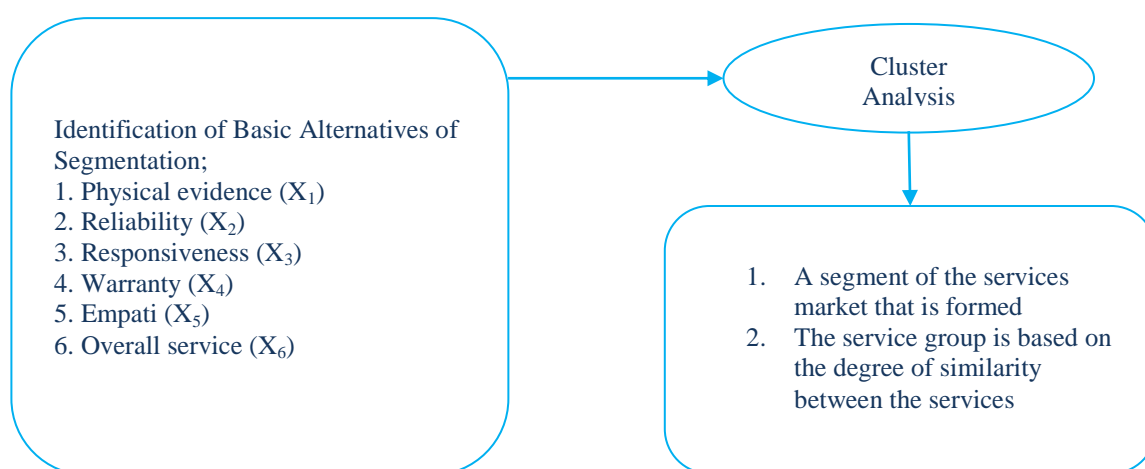 Identification of Basic Alternatives of
Segmentation;
1. Physical evidence (X₁)
2. Reliability (X₂)
3. Responsiveness (X₃)
4. Warranty (X₄)
5. Empati (X₅)
6. Overall service (X₆)
Cluster
Analysis
1. A segment of the services
market that is formed
2. The service group is based on
the degree of similarity
between the services